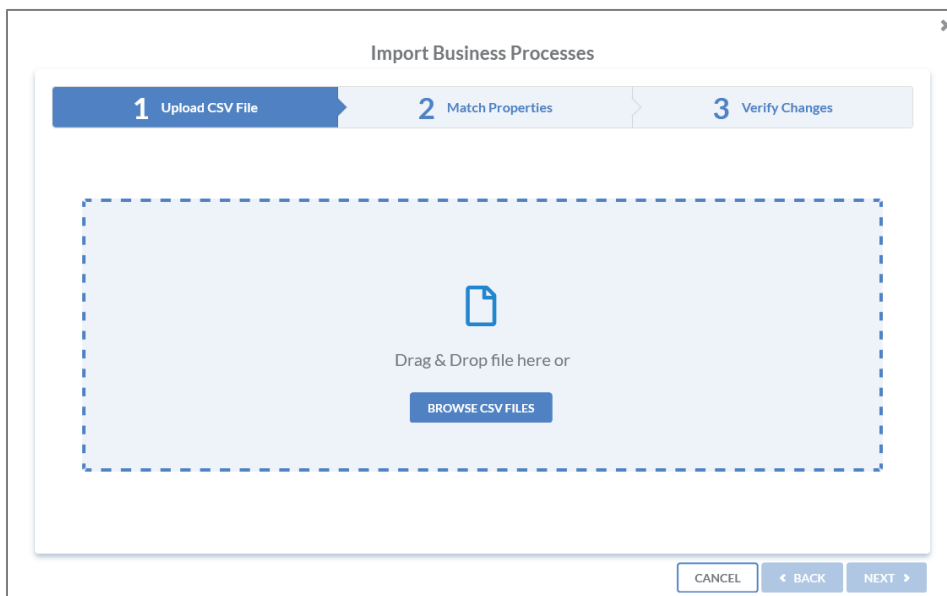 Import Business Processes
1 Upload CSV File
2 Match Properties
3 Verify Changes
Drag & Drop file here or
BROWSE CSV FILES
CANCEL
BACK
NEXT